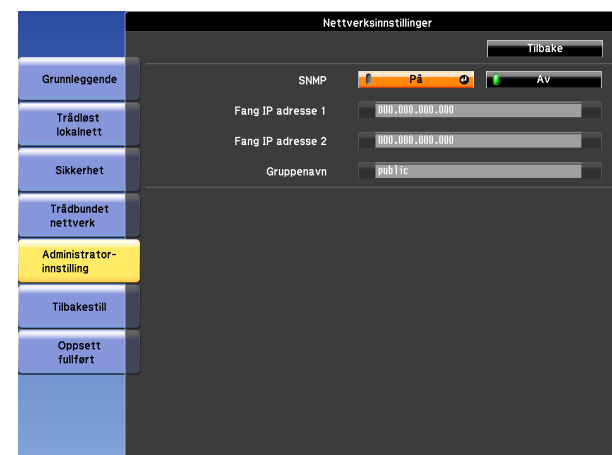 Nettverksinnstillinger
Tilbake
Grunnleggende
Trådløst
lokalnett
Sikkerhet
Trådbundet
nettverk
Administrator-
innstilling
Tilbakestill
Oppsett
fullført
SNMP På Av
Fang IP adresse 1 000.000.000.000
Fang IP adresse 2 000.000.000.000
Gruppenavn public